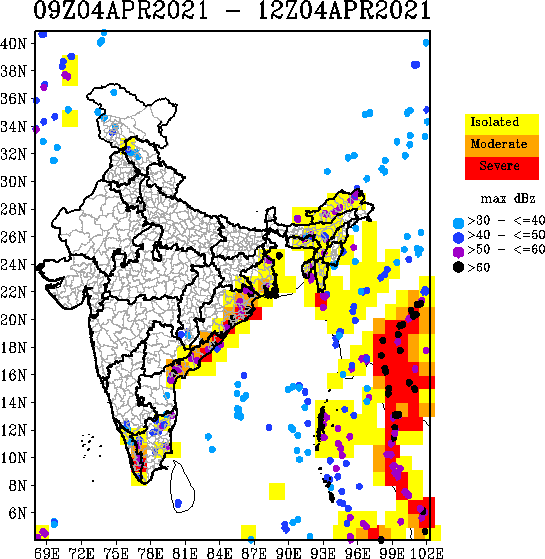 09Z04APR2021 - 12Z04APR2021
40N
38N
36N
34N
32N
30N
28N
26N
24N
22N
20N
18N
16N
14N
12N
10N
8N
6N
69E 72E 75E 78E 81E 84E 87E 90E 93E 96E 99E 102E
Isolated
Moderate
Severe
max dBz
>30 - <=40
>40 - <=50
>50 - <=60
>60